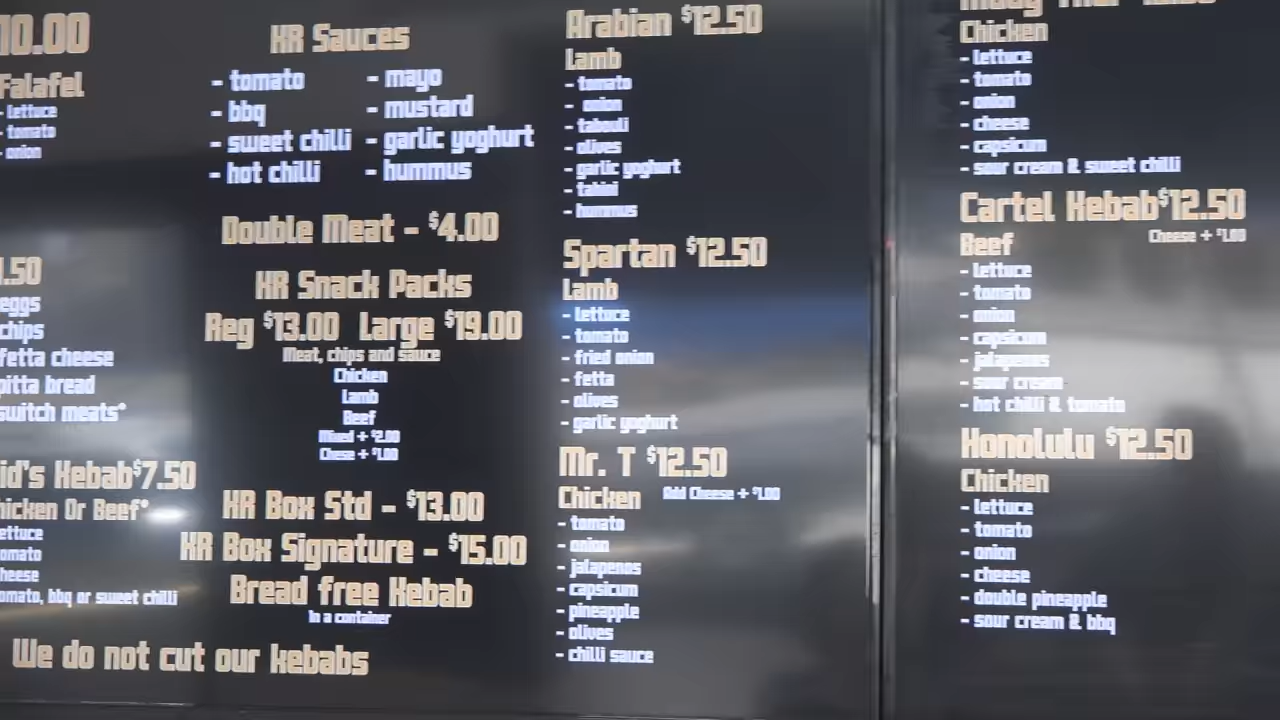 10.00
Falafel
- lettuce
- tomato
- onion
.50
eggs
chips
fetta cheese
pitta bread
switch meats*
id's Kebab $7.50
hicken Or Beef*
ettuce
omato
heese
omato, bbq or sweet chilli
We do not cut our kebabs
KR Sauces
- tomato
- bbq
- sweet chilli
- hot chilli
- mayo
- mustard
- garlic yoghurt
- hummus
Double Meat - $4.00
KR Snack Packs
Reg $13.00 Large $19.00
Meat, chips and sauce
Chicken
Lamb
Beef
Mixed + $2.00
Chese + $1.00
KR Box Std - $13.00
KR Box Signature - $15.00
Bread free Kebab
In a container
Arabian $12.50
Lamb
- tomato
- onion
- tabouli
- olives
- garlic yoghurt
- tahini
- hummus
Spartan $12.50
Lamb
- lettuce
- tomato
- fried onion
- fetta
- olives
- garlic yoghurt
Mr. T $12.50
Chicken Add Cheese + $1.00
- tomato
- onion
- jalapenos
- capsicum
- pineapple
- olives
- chilli sauce
Chicken
- lettuce
- tomato
- onion
- cheese
- capsicum
- sour cream & sweet chilli
Cartel Kebab $12.50
Beef Cheese + $1.00
- lettuce
- tomato
- onion
- capsicum
- jalapenos
- sour cream
- hot chilli & tomato
Honolulu $12.50
Chicken
- lettuce
- tomato
- onion
- cheese
- double pineapple
- sour cream & bbq